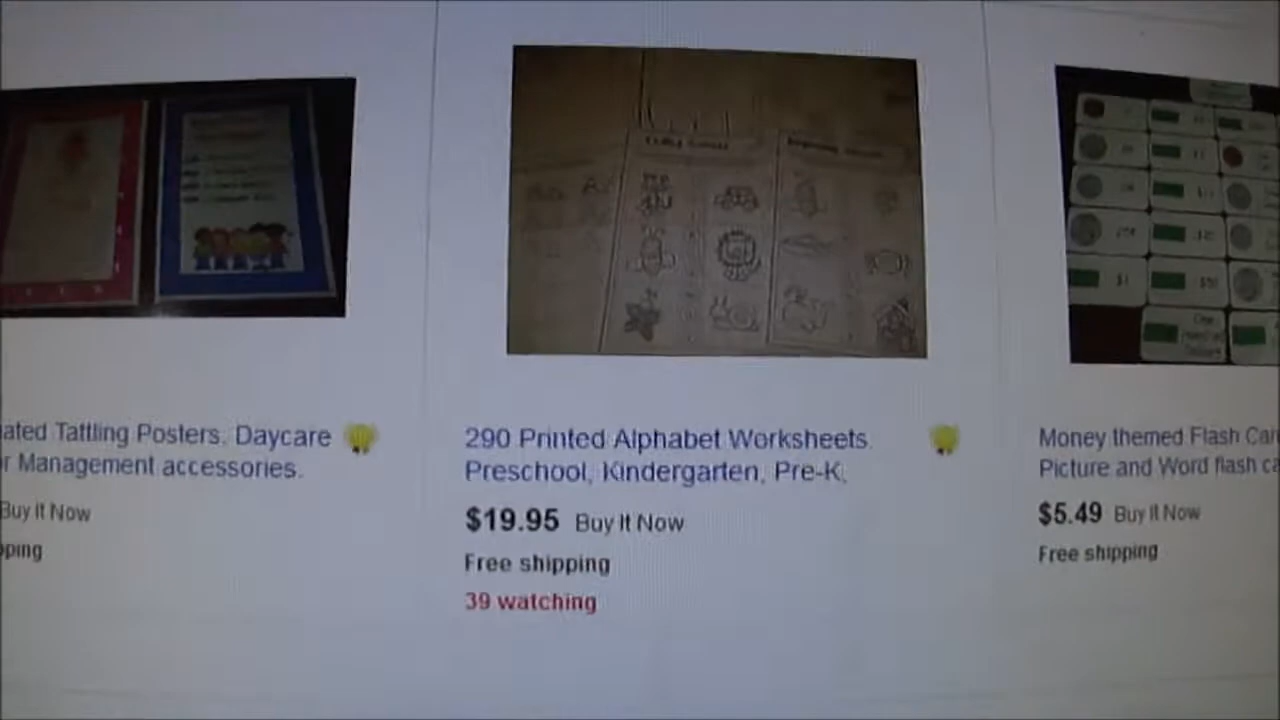 ated Tattling Posters, Daycare
r Management accessories.
Buy It Now
pping
290 Printed Alphabet Worksheets
Preschool, Kindergarten, Pre-K,
$19.95 Buy It Now
Free shipping
39 watching
Money themed Flash Car
Picture and Word flash ca
$5.49 Buy It Now
Free shipping